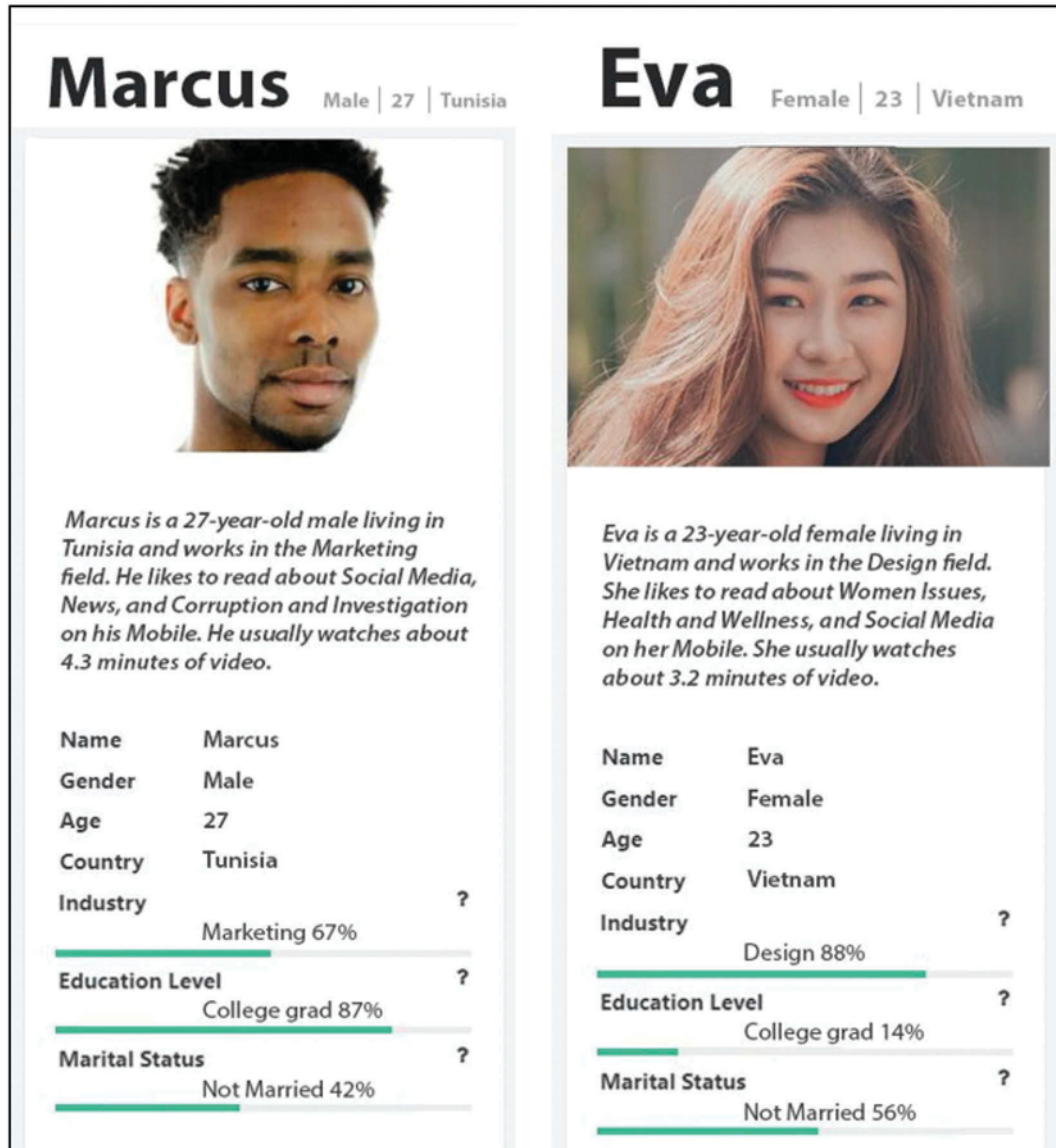 Marcus Male | 27 | Tunisia
Marcus is a 27-year-old male living in
Tunisia and works in the Marketing
field. He likes to read about Social Media,
News, and Corruption and Investigation
on his Mobile. He usually watches about
4.3 minutes of video.
Name Marcus
Gender Male
Age 27
Country Tunisia
Industry ?
Marketing 67%
Education Level ?
College grad 87%
Marital Status ?
Not Married 42%
Eva Female | 23 | Vietnam
Eva is a 23-year-old female living in
Vietnam and works in the Design field.
She likes to read about Women Issues,
Health and Wellness, and Social Media
on her Mobile. She usually watches
about 3.2 minutes of video.
Name Eva
Gender Female
Age 23
Country Vietnam
Industry ?
Design 88%
Education Level ?
College grad 14%
Marital Status ?
Not Married 56%